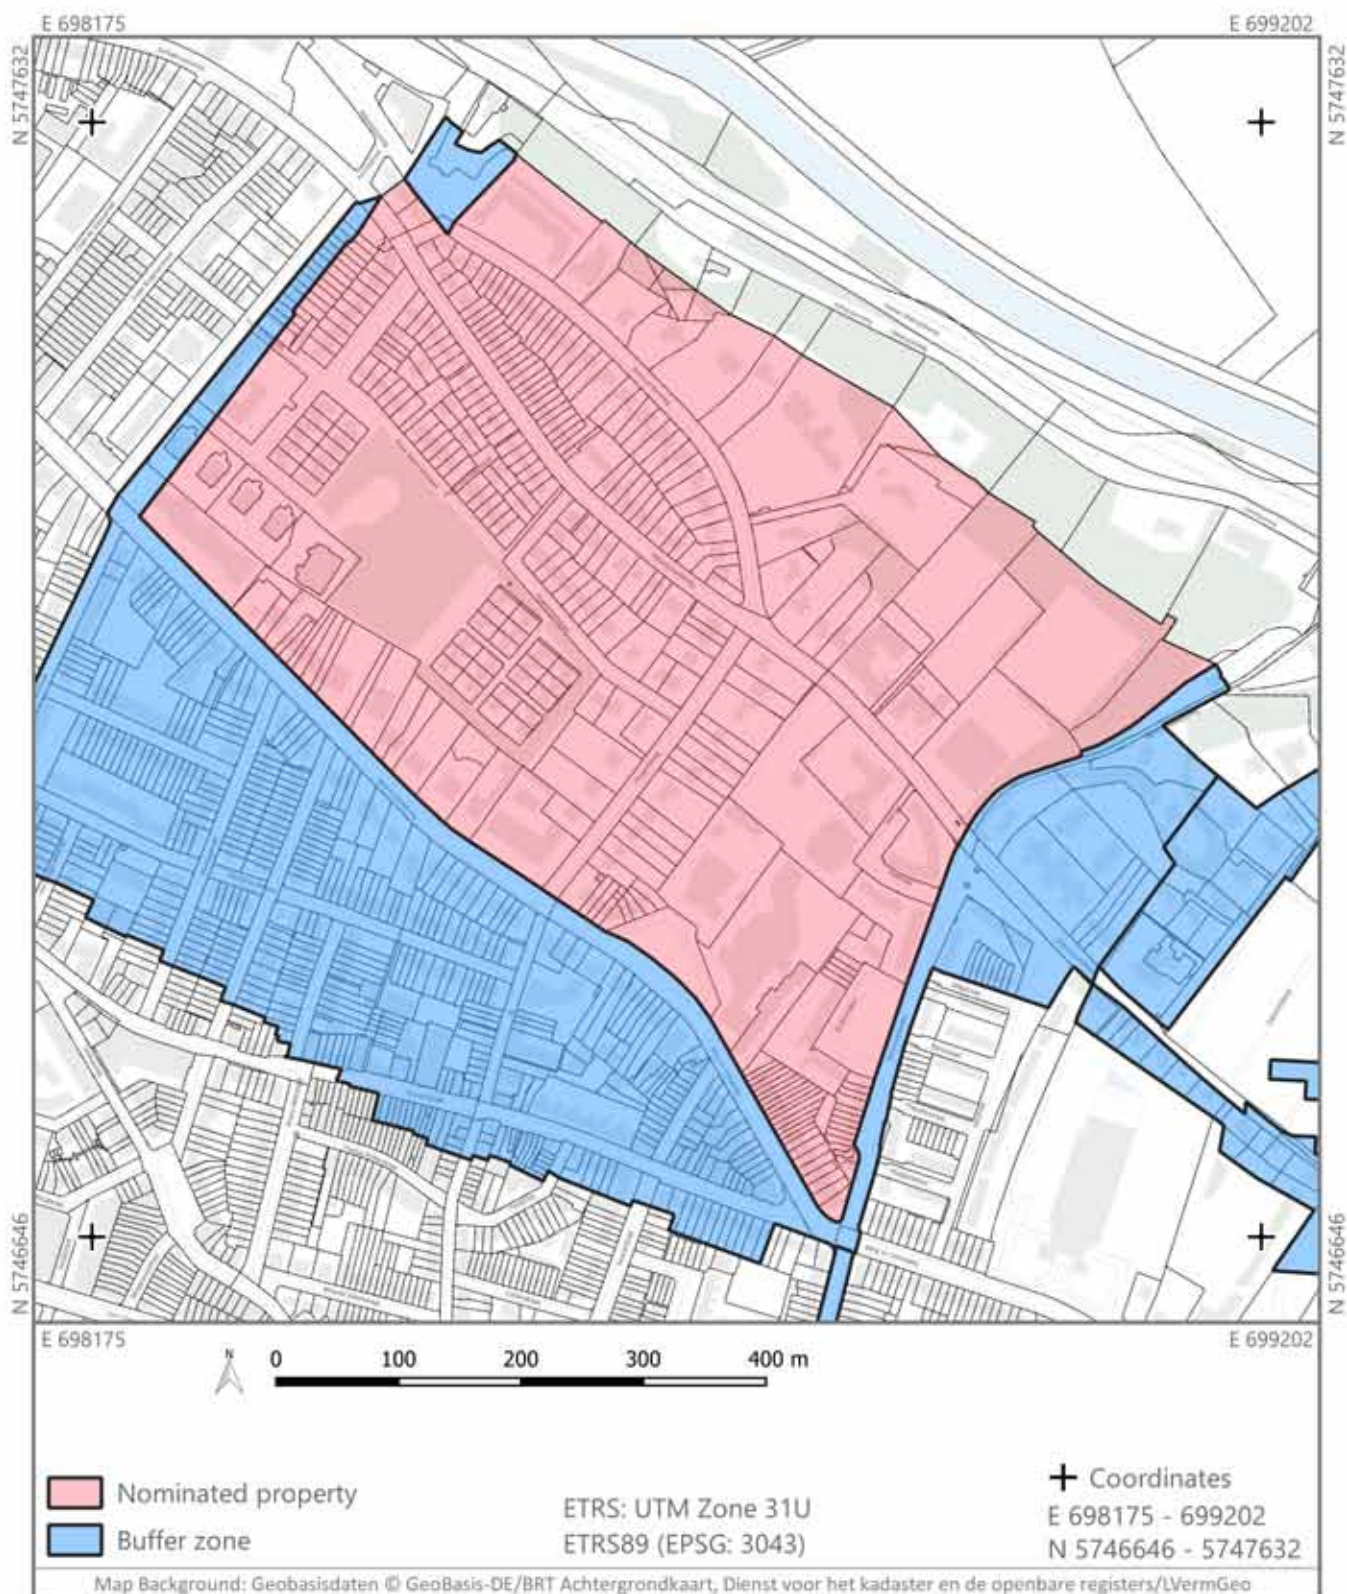 E 698175
E 699202
N 5747632
N 5747632
N 5746646
N 5746646
E 698175
E 699202
N
0 100 200 300 400 m
Nominated property
Buffer zone
ETRS: UTM Zone 31U
ETRS89 (EPSG: 3043)
Coordinates
E 698175 - 699202
N 5746646 - 5747632
Map Background: Geobasisdaten © GeoBasis-DE/BRT Achtergrondkaart, Dienst voor het kadaster en de openbare registers/LVermGeo